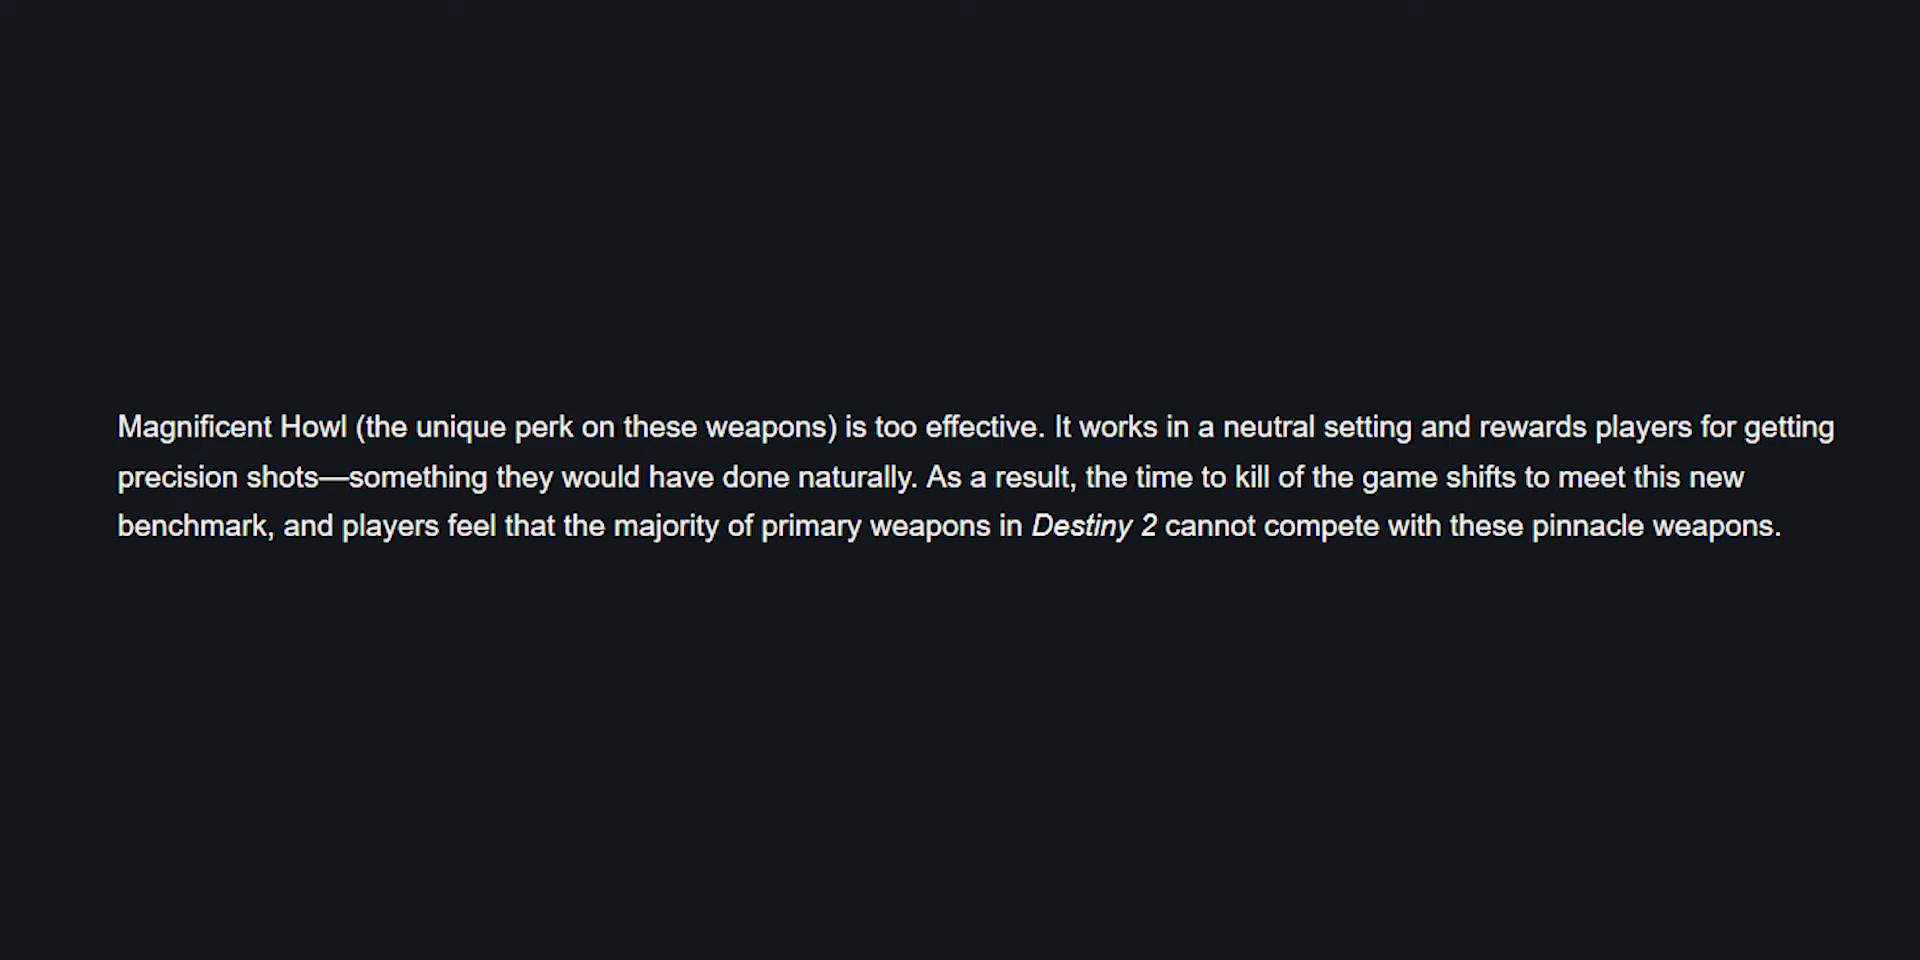 Magnificent Howl (the unique perk on these weapons) is too effective. It works in a neutral setting and rewards players for getting
precision shots—something they would have done naturally. As a result, the time to kill of the game shifts to meet this new
benchmark, and players feel that the majority of primary weapons in Destiny 2 cannot compete with these pinnacle weapons.